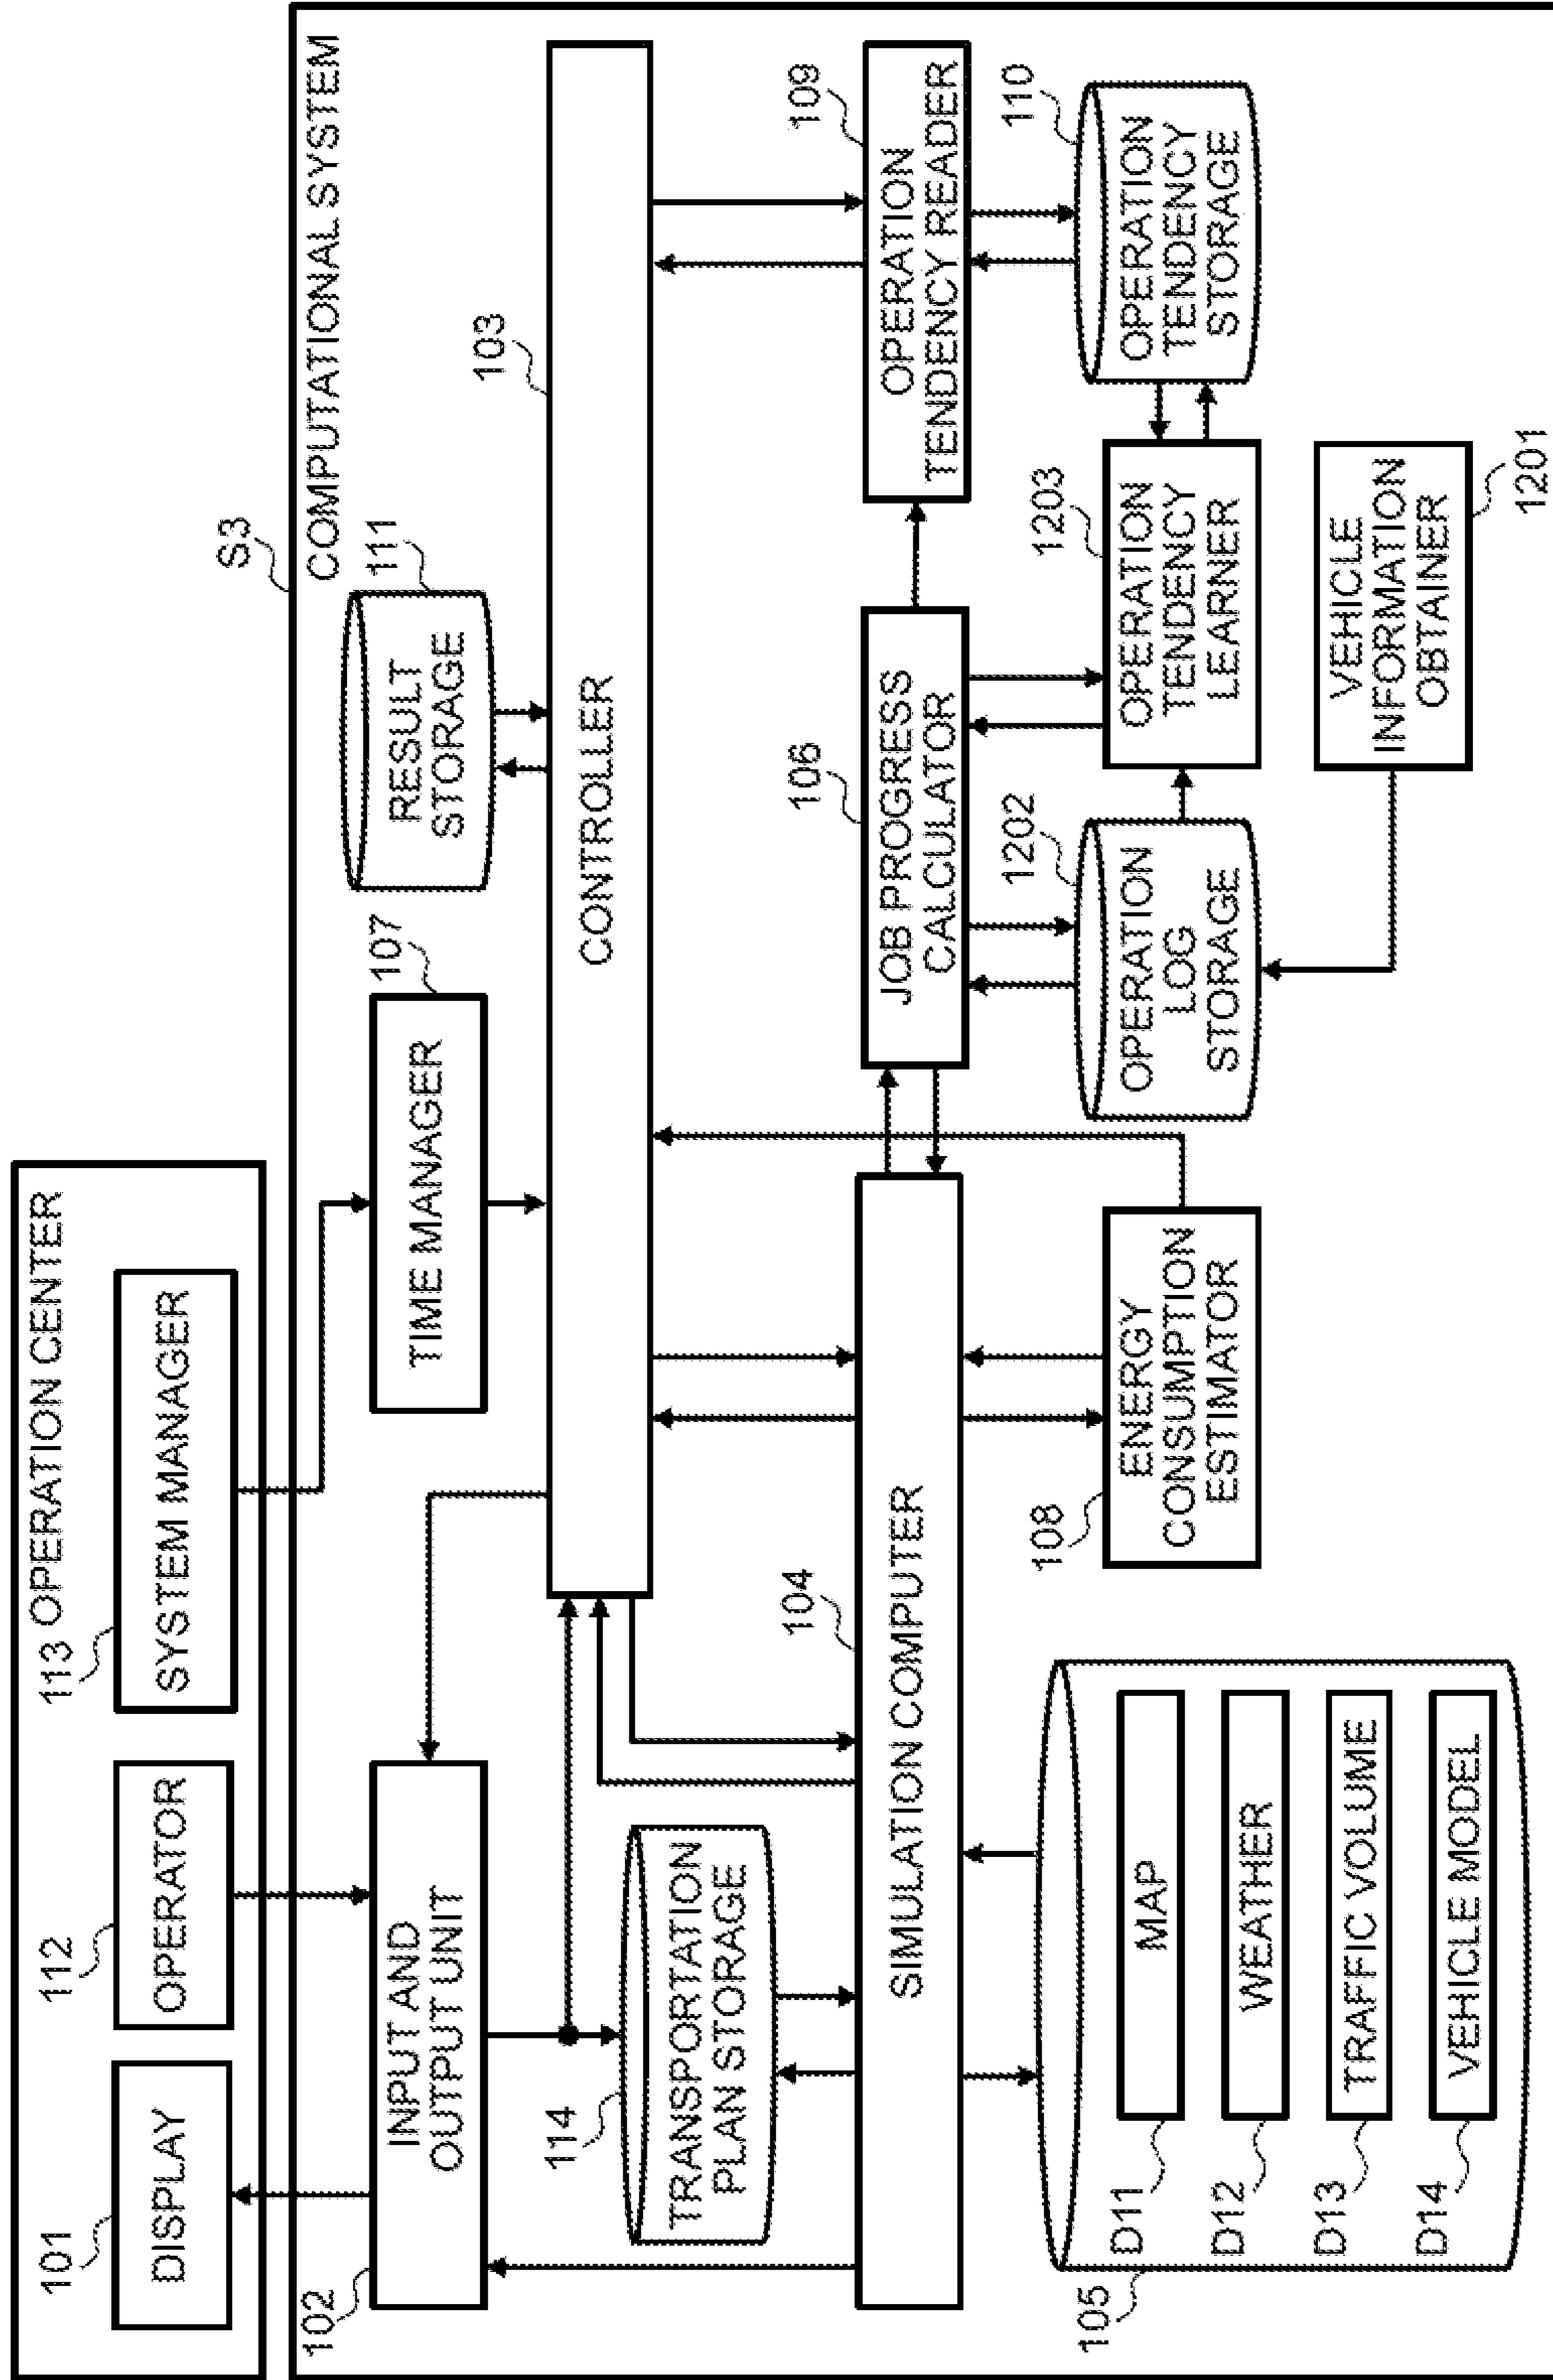 OPERATION CENTER
101
DISPLAY
112
OPERATOR
113
SYSTEM MANAGER
S3
COMPUTATIONAL SYSTEM
102
INPUT AND
OUTPUT UNIT
TIME MANAGER
107
RESULT
STORAGE
111
CONTROLLER
103
114
TRANSPORTATION
PLAN STORAGE
SIMULATION COMPUTER
104
JOB PROGRESS
CALCULATOR
106
OPERATION
TENDENCY READER
109
105
D11
MAP
D12
WEATHER
D13
TRAFFIC VOLUME
D14
VEHICLE MODEL
108
ENERGY
CONSUMPTION
ESTIMATOR
OPERATION
LOG
STORAGE
1202
OPERATION
TENDENCY
LEARNER
1203
OPERATION
TENDENCY
STORAGE
110
VEHICLE
INFORMATION
OBTAINER
1201